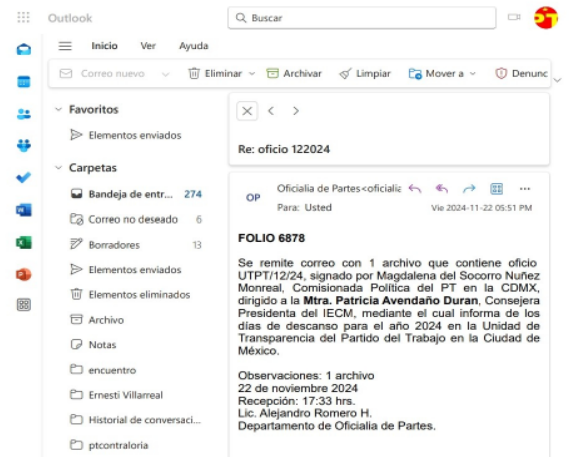 Outlook
Buscar
PT
Inicio Ver Ayuda
Correo nuevo Eliminar Archivar Limpiar Mover a Denunc
Favoritos
Elementos enviados
Carpetas
Bandeja de entr... 274
Correo no deseado 6
Borradores 13
Elementos enviados
Elementos eliminados
Archivo
Notas
encuentro
Ernesti Villarreal
Historial de conversaci...
ptcontraloria
Re: oficio 122024
OP
Oficialia de Partes<oficialia
Para: Usted Vie 2024-11-22 05:51 PM
FOLIO 6878
Se remite correo con 1 archivo que contiene oficio
UTPT/12/24, signado por Magdalena del Socorro Nuñez
Monreal, Comisionada Política del PT en la CDMX,
dirigido a la Mtra. Patricia Avendaño Duran, Consejera
Presidenta del IECM, mediante el cual informa de los
días de descanso para el año 2024 en la Unidad de
Transparencia del Partido del Trabajo en la Ciudad de
México.
Observaciones: 1 archivo
22 de noviembre 2024
Recepción: 17:33 hrs.
Lic. Alejandro Romero H.
Departamento de Oficialia de Partes.